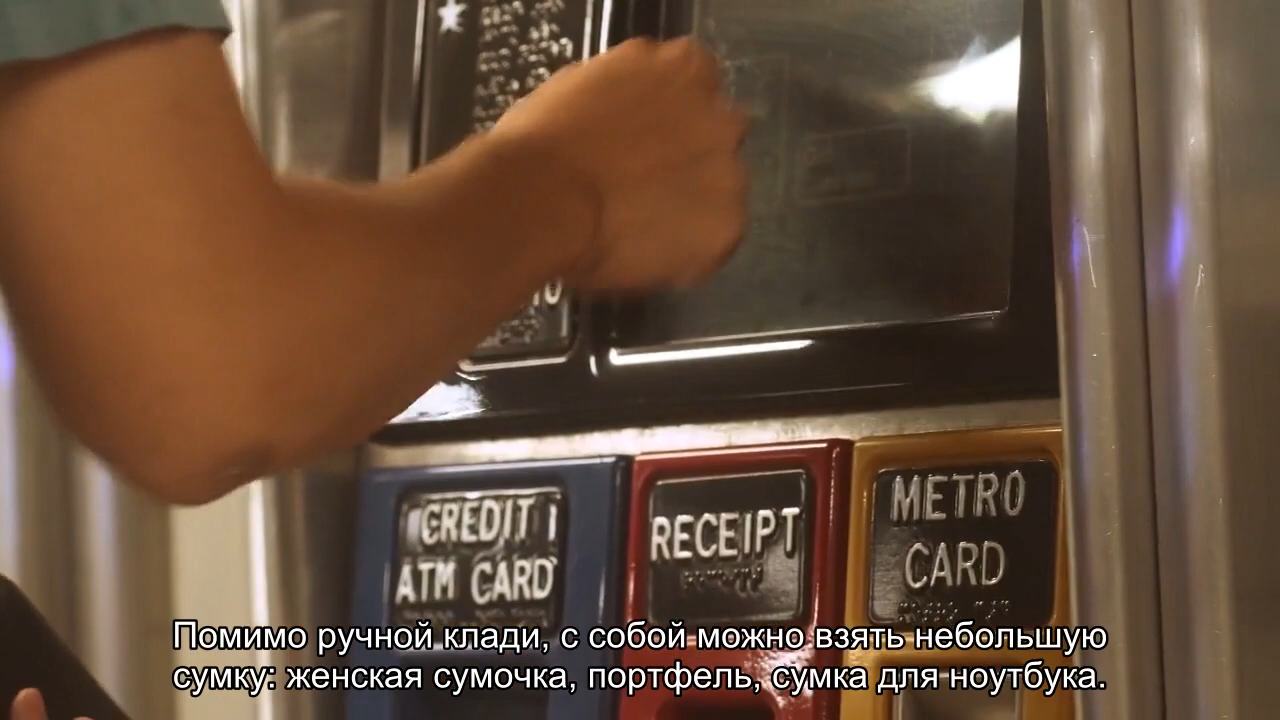 CREDIT
ATM CARD
RECEIPT
METRO
CARD
Помимо ручной клади, с собой можно взять небольшую
сумку: женская сумочка, портфель, сумка для ноутбука.